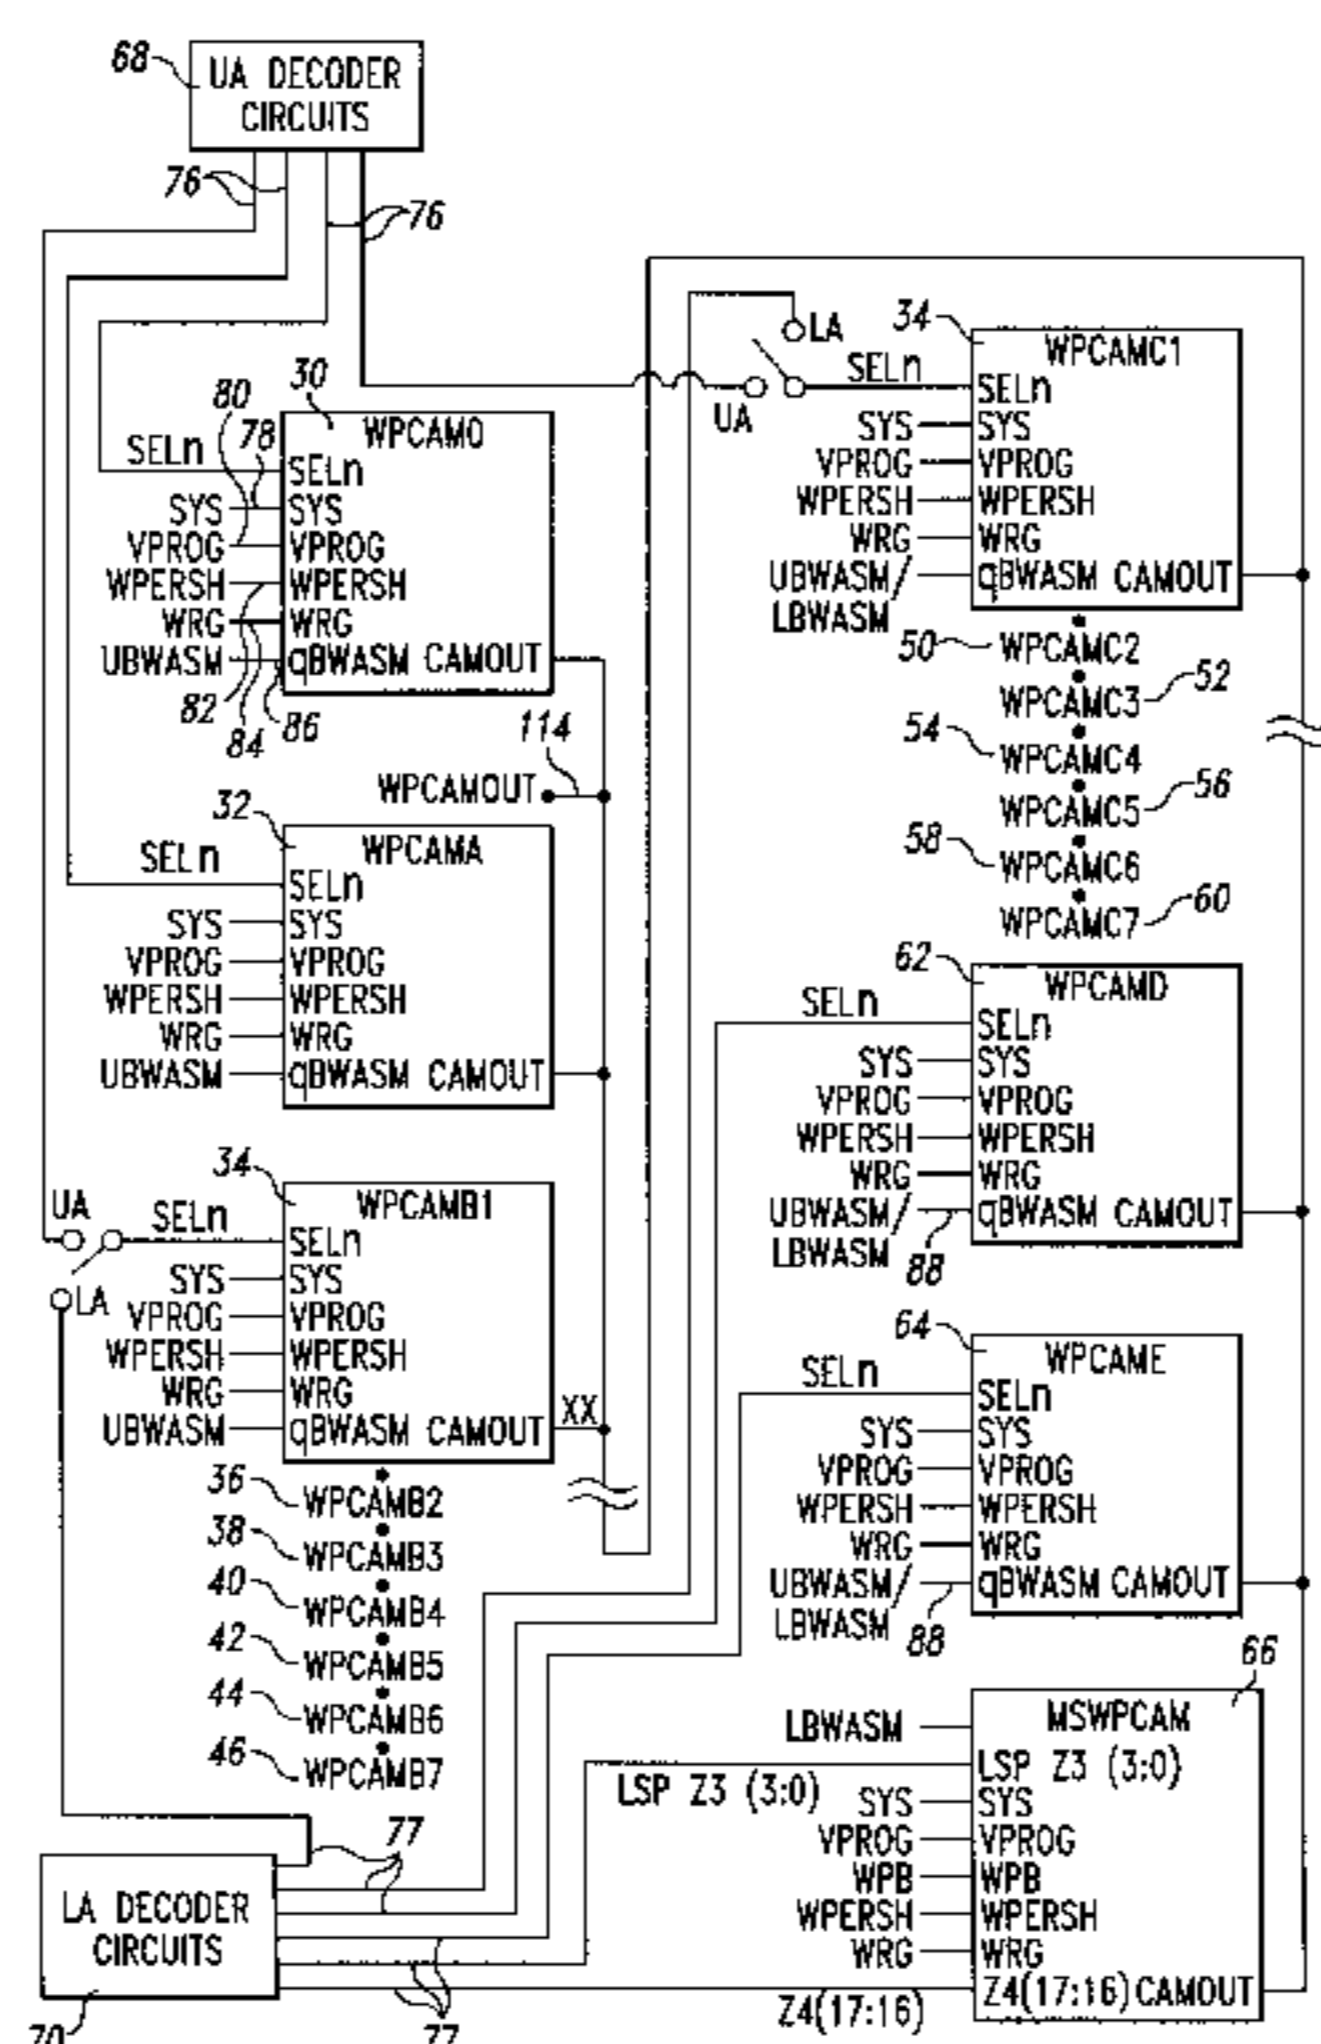 68
UA DECODER
CIRCUITS
76
76
30
80
78
WPCAM0
SELn
SELn
SYS
SYS
VPROG
VPROG
WPERSH
WPERSH
WRG
WRG
UBWASM
qBWASM CAMOUT
82
84
86
114
WPCAMOUT
32
WPCAMA
SELn
SELn
SYS
SYS
VPROG
VPROG
WPERSH
WPERSH
WRG
WRG
UBWASM
qBWASM CAMOUT
34
WPCAMB1
UA
SELn
SELn
LA
SYS
SYS
VPROG
VPROG
WPERSH
WPERSH
WRG
WRG
UBWASM
qBWASM CAMOUT
XX
36
WPCAMB2
38
WPCAMB3
40
WPCAMB4
42
WPCAMB5
44
WPCAMB6
46
WPCAMB7
77
LA DECODER
CIRCUITS
70
77
LA
UA
34
WPCAMC1
SELn
SELn
SYS
SYS
VPROG
VPROG
WPERSH
WPERSH
WRG
WRG
UBWASM/
LBWASM
qBWASM CAMOUT
50
WPCAMC2
WPCAMC3
52
54
WPCAMC4
WPCAMC5
56
58
WPCAMC6
WPCAMC7
60
62
WPCAMD
SELn
SELn
SYS
SYS
VPROG
VPROG
WPERSH
WPERSH
WRG
WRG
UBWASM/
LBWASM
qBWASM CAMOUT
88
64
WPCAME
SELn
SELn
SYS
SYS
VPROG
VPROG
WPERSH
WPERSH
WRG
WRG
UBWASM/
LBWASM
qBWASM CAMOUT
88
66
MSWPCAM
LBWASM
LSP Z3 (3:0)
LSP Z3 (3:0)
SYS
SYS
VPROG
VPROG
WPB
WPB
WPERSH
WPERSH
WRG
WRG
Z4(17:16)
Z4(17:16) CAMOUT